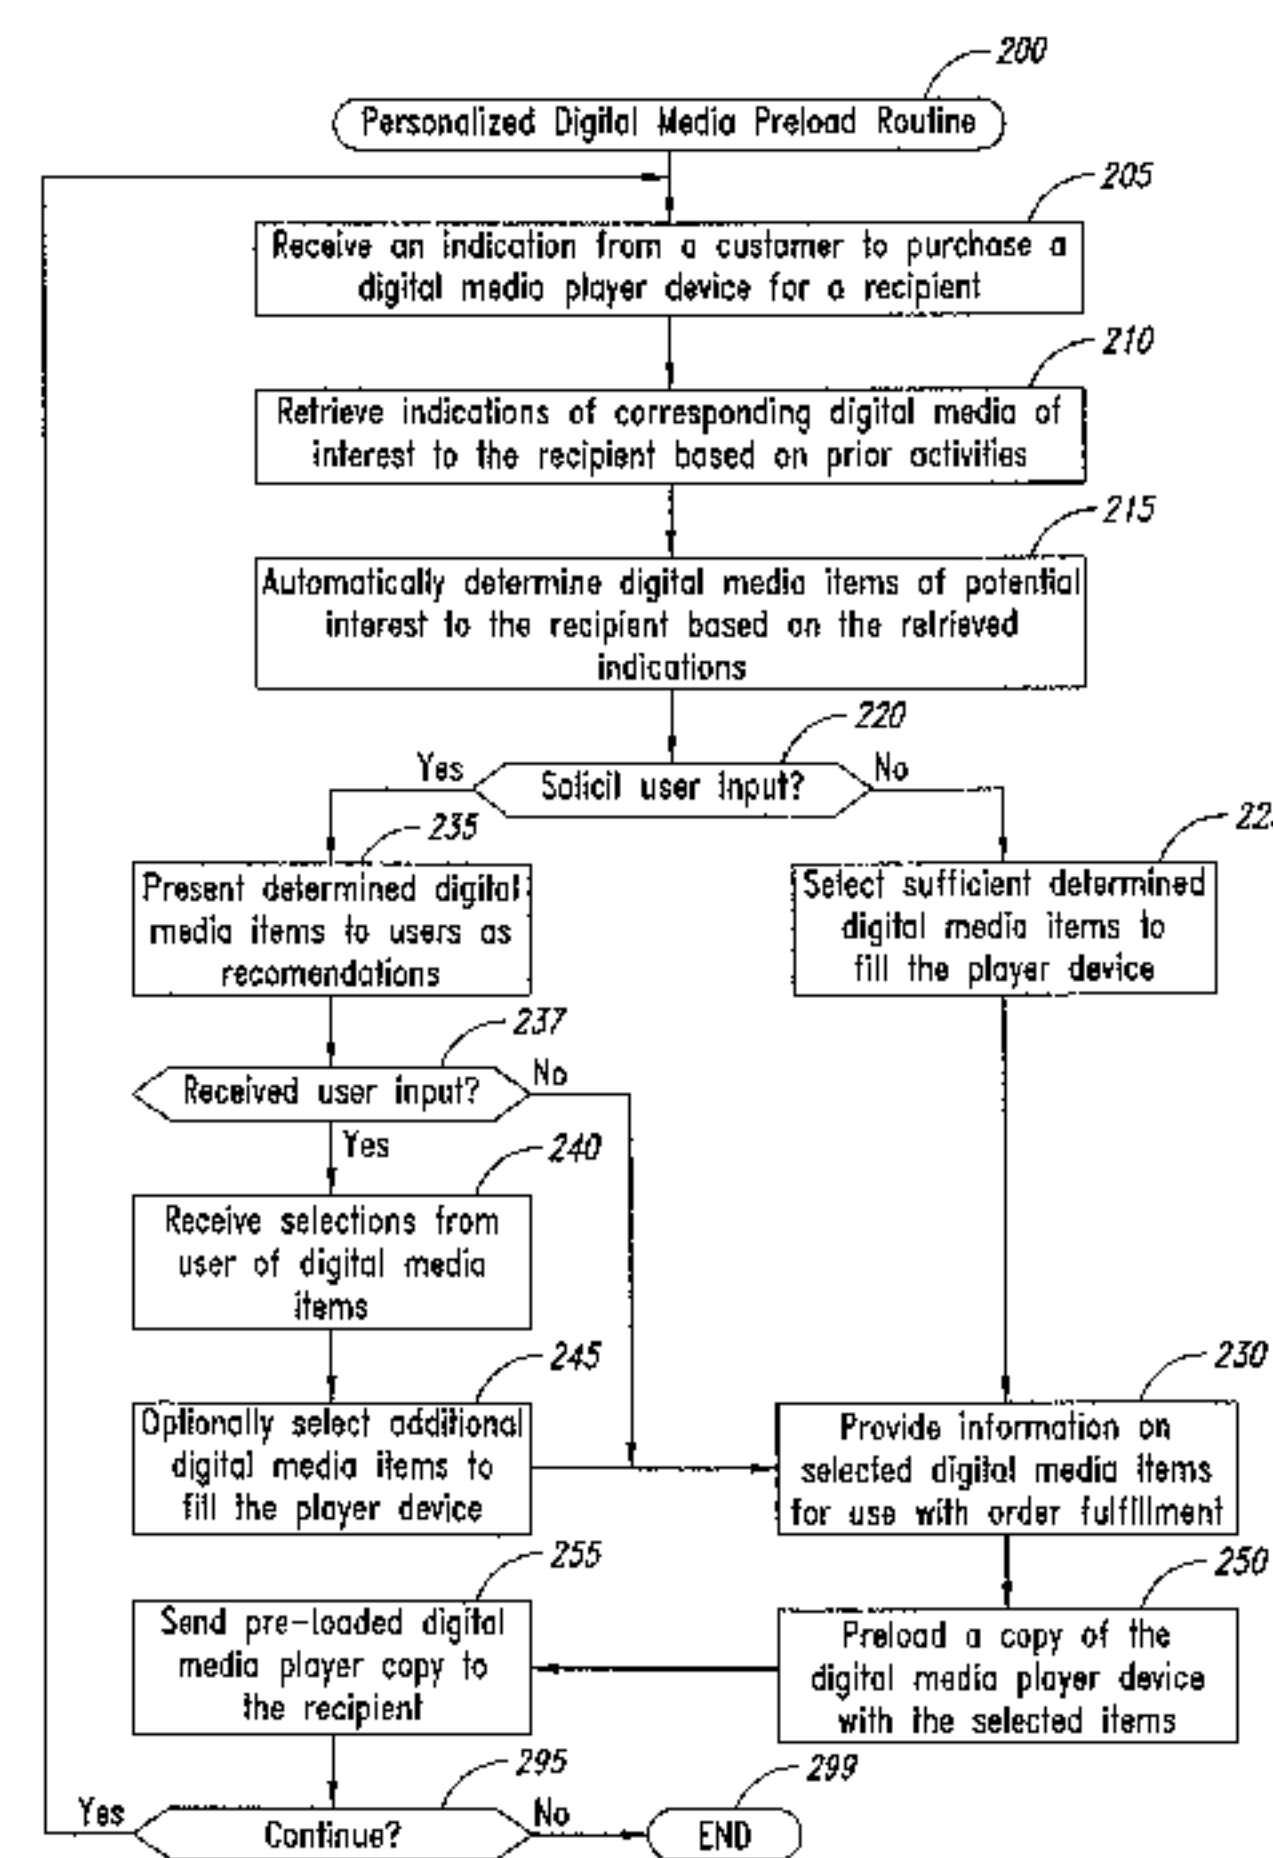 200
Personalized Digital Media Preload Routine
205
Receive an indication from a customer to purchase a
digital media player device for a recipient
210
Retrieve indications of corresponding digital media of
interest to the recipient based on prior activities
215
Automatically determine digital media items of potential
interest to the recipient based on the retrieved
indications
220
Yes
Solicit user input?
No
235
Present determined digital
media items to users as
recomendations
Select sufficient determined
digital media items to
fill the player device
237
Received user input?
No
Yes
240
Receive selections from
user of digital media
items
245
Optionally select additional
digital media items to
fill the player device
230
Provide information on
selected digital media items
for use with order fulfillment
255
Send pre-loaded digital
media player copy to
the recipient
250
Preload a copy of the
digital media player device
with the selected items
295
Yes
Continue?
No
299
END